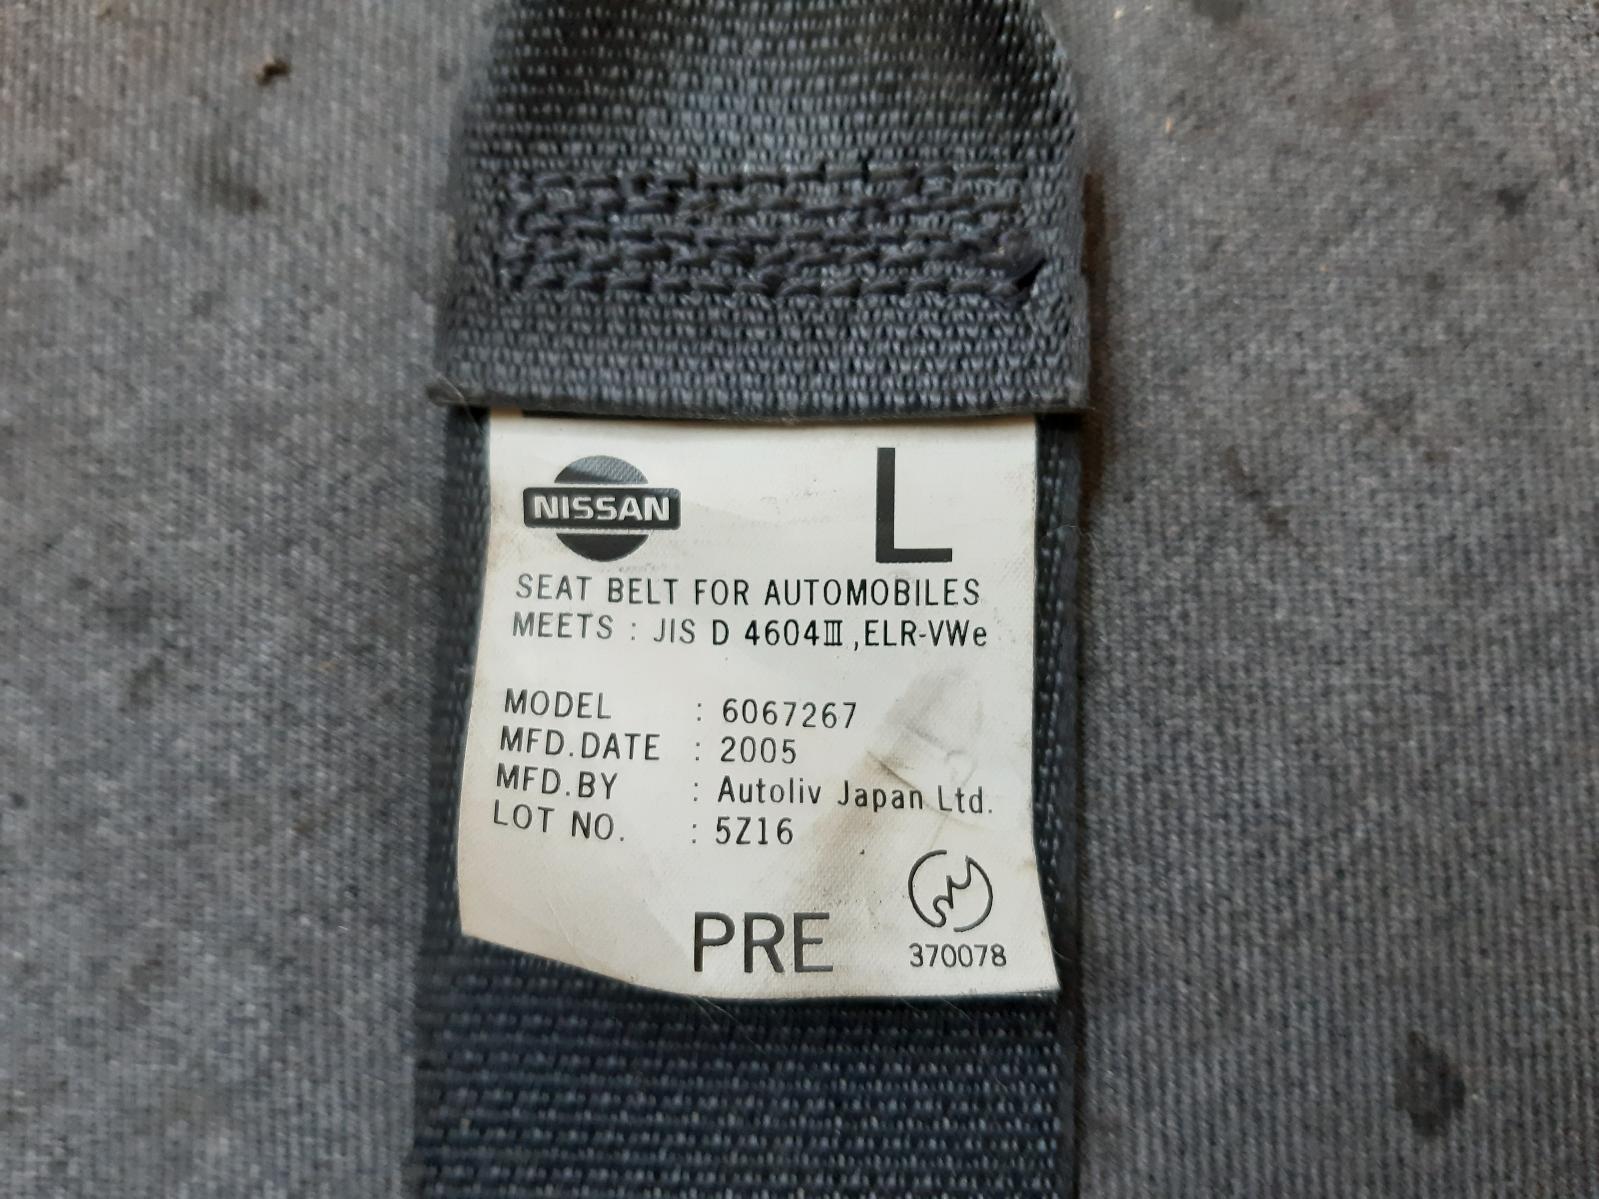 NISSAN
L
SEAT BELT FOR AUTOMOBILES
MEETS : JIS D 4604Ⅲ,ELR-VWe
MODEL : 6067267
MFD.DATE : 2005
MFD.BY : Autoliv Japan Ltd.
LOT NO. : 5Z16
PRE
370078